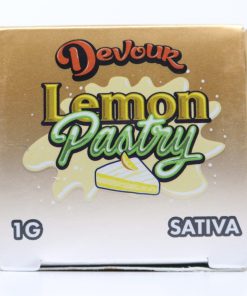 Devour
Lemon
Pastry
1G SATIVA